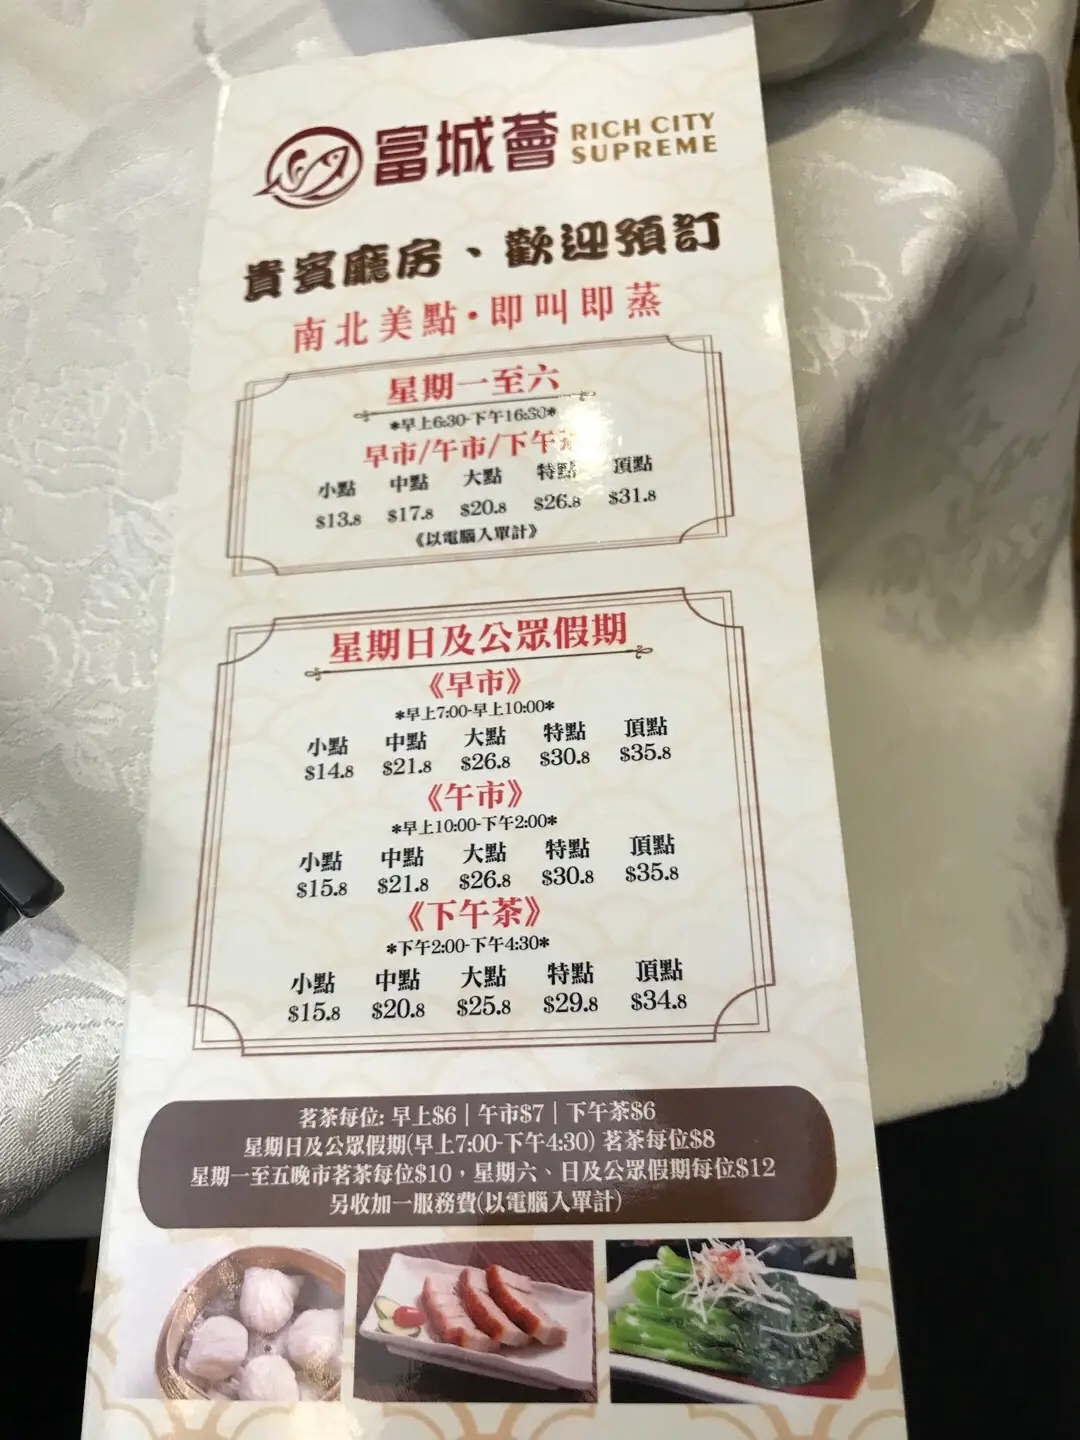 富城薈 RICH CITY SUPREME
貴賓廳房、歡迎預訂
南北美點·即叫即蒸
星期一至六
*早上6:30-下午16:30*
早市/午市/下午茶
小點 中點 大點 特點 頂點
$13.8 $17.8 $20.8 $26.8 $31.8
《以電腦入單計》
星期日及公眾假期
《早市》
*早上7:00-早上10:00*
小點 中點 大點 特點 頂點
$14.8 $21.8 $26.8 $30.8 $35.8
《午市》
*早上10:00-下午2:00*
小點 中點 大點 特點 頂點
$15.8 $21.8 $26.8 $30.8 $35.8
《下午茶》
*下午2:00-下午4:30*
小點 中點 大點 特點 頂點
$15.8 $20.8 $25.8 $29.8 $34.8
茗茶每位: 早上$6 | 午市$7 | 下午茶$6
星期日及公眾假期(早上7:00-下午4:30) 茗茶每位$8
星期一至五晚市茗茶每位$10，星期六、日及公眾假期每位$12
另收加一服務費(以電腦入單計)